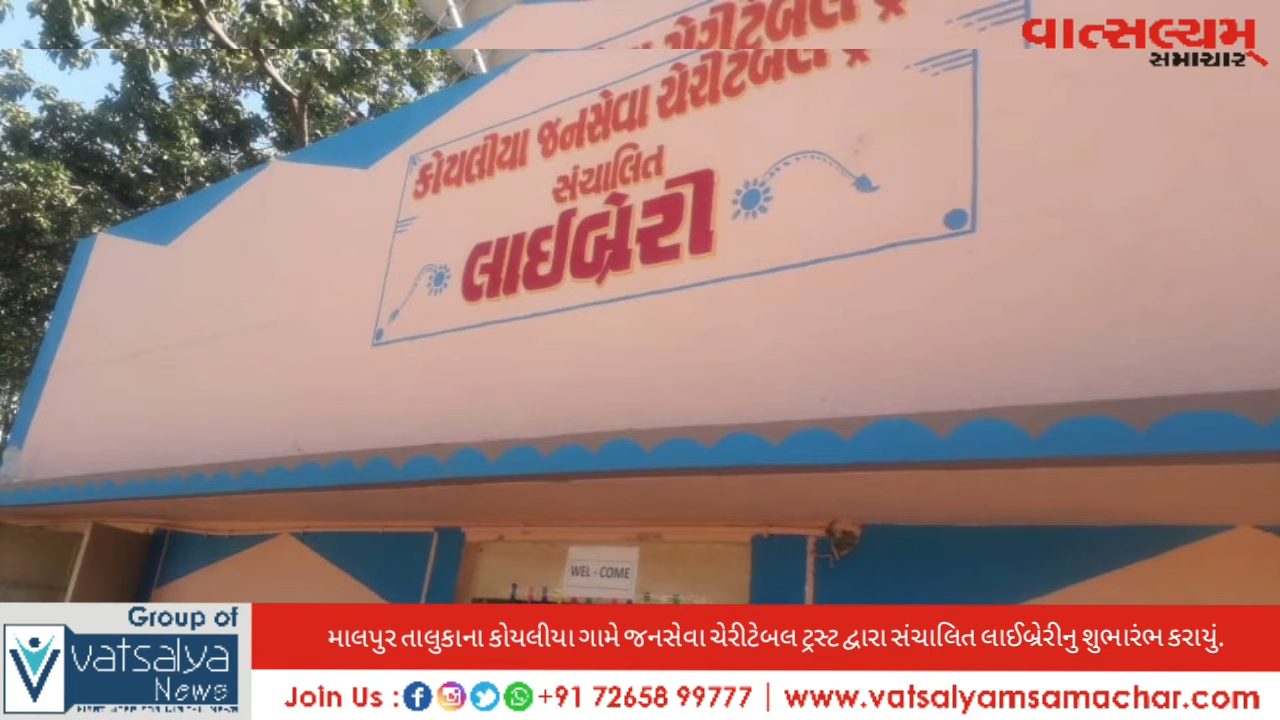 વાત્સલ્યમ્
સમાચાર
કોયલીયા જનસેવા ચેરીટેબલ ટ્ર
સંચાલિત
લાઈબ્રેરી
WEL - COME
Group of
vatsalya
News
માલપુર તાલુકાના કોયલીયા ગામે જનસેવા ચેરીટેબલ ટ્રસ્ટ દ્વારા સંચાલિત લાઈબ્રેરીનુ શુભારંભ કરાયું.
Join Us : +91 72658 99777 | www.vatsalyamsamachar.com